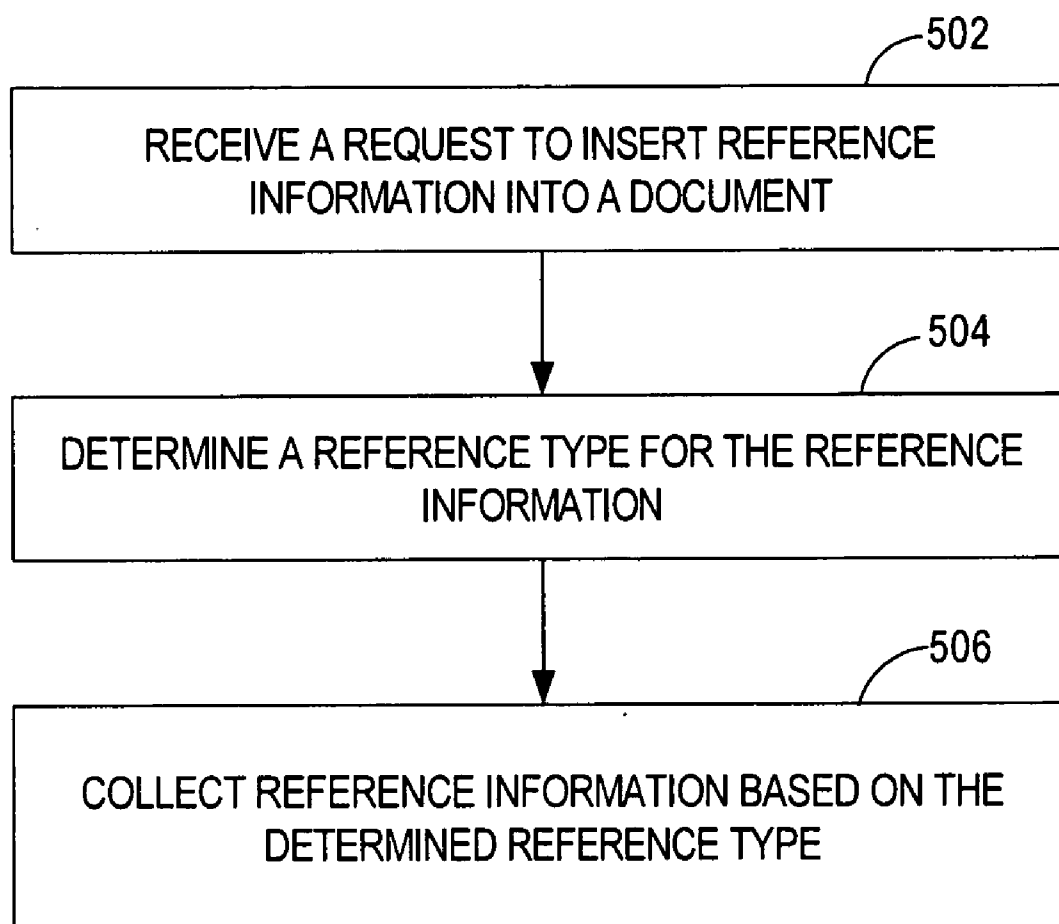 502
RECEIVE A REQUEST TO INSERT REFERENCE
INFORMATION INTO A DOCUMENT
504
DETERMINE A REFERENCE TYPE FOR THE REFERENCE
INFORMATION
506
COLLECT REFERENCE INFORMATION BASED ON THE
DETERMINED REFERENCE TYPE